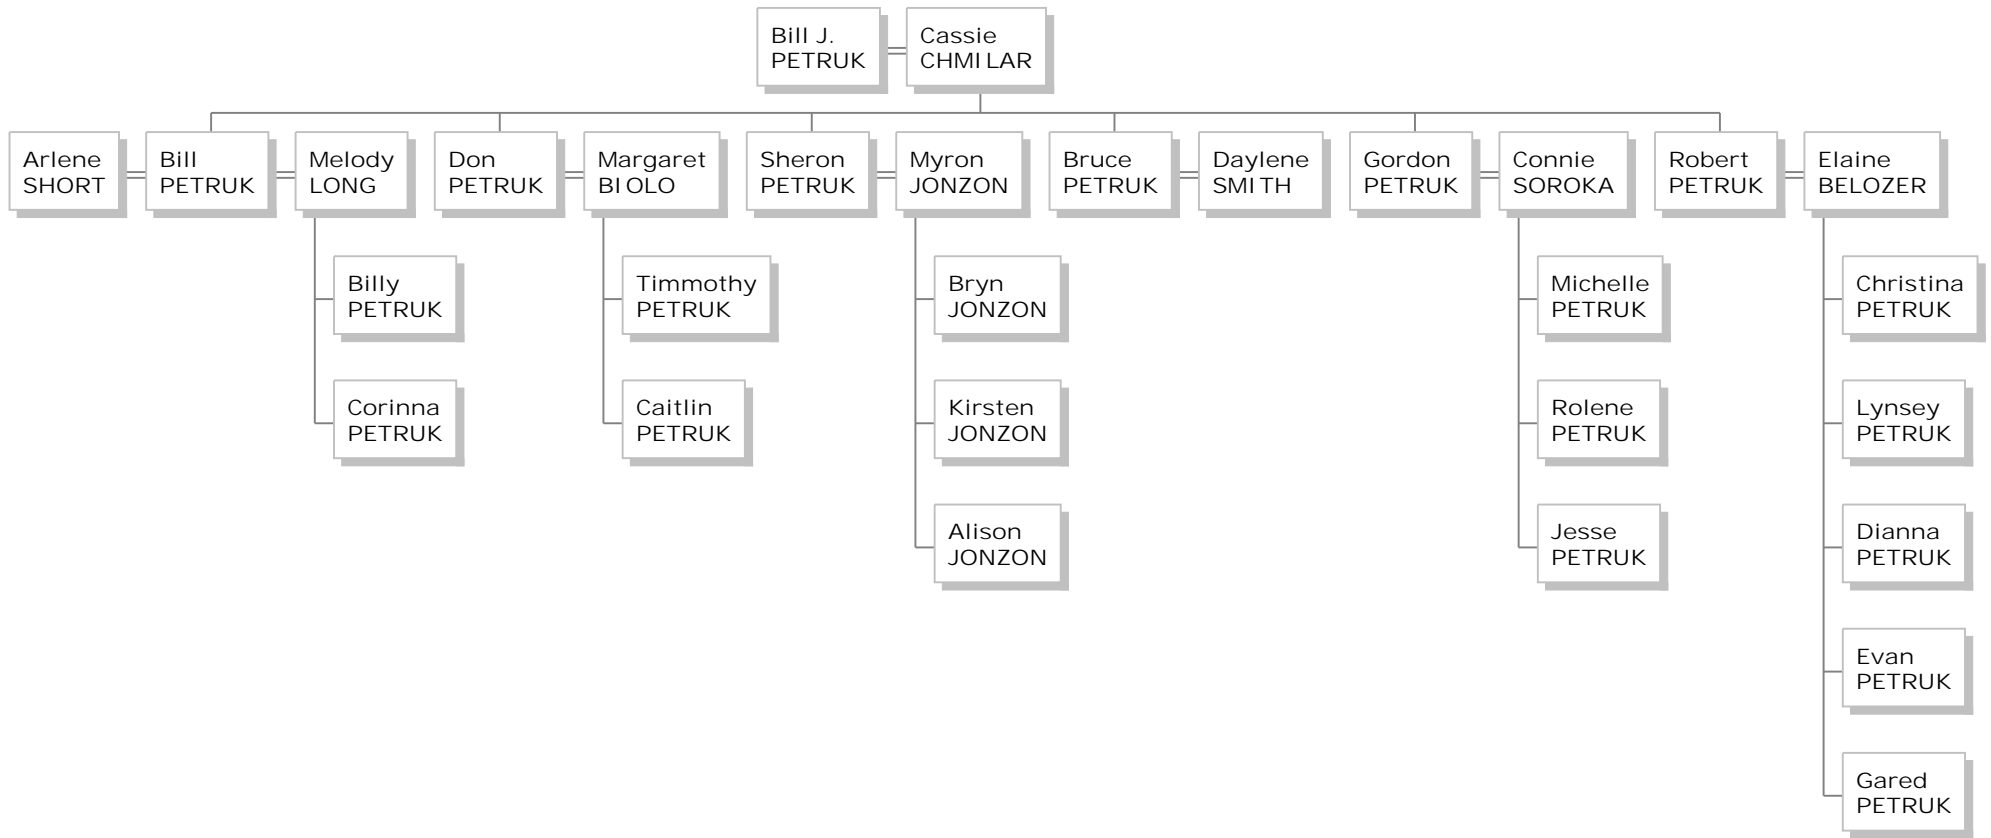 Bill J.
PETRUK
Cassie
CHMILAR
Arlene
SHORT
Bill
PETRUK
Melody
LONG
Don
PETRUK
Margaret
BIOLO
Sheron
PETRUK
Myron
JONZON
Bruce
PETRUK
Daylene
SMITH
Gordon
PETRUK
Connie
SOROKA
Robert
PETRUK
Elaine
BELOZER
Billy
PETRUK
Corinna
PETRUK
Timmothy
PETRUK
Caitlin
PETRUK
Bryn
JONZON
Kirsten
JONZON
Alison
JONZON
Michelle
PETRUK
Rolene
PETRUK
Jesse
PETRUK
Christina
PETRUK
Lynsey
PETRUK
Dianna
PETRUK
Evan
PETRUK
Gared
PETRUK